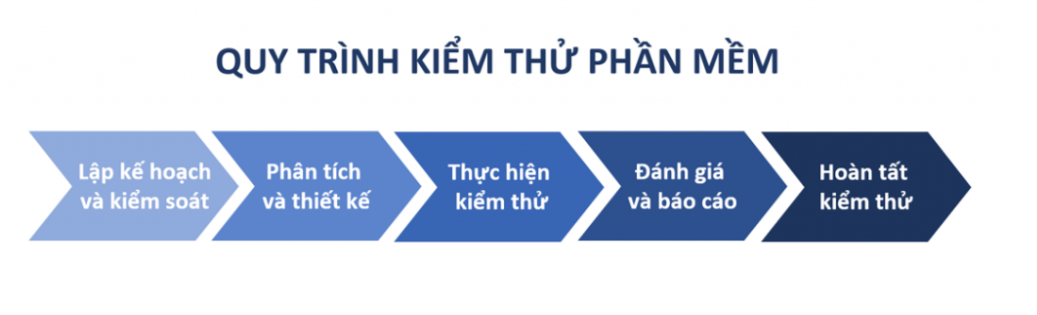 QUY TRÌNH KIỂM THỬ PHẦN MỀM
Lập kế hoạch
và kiểm soát
Phân tích
và thiết kế
Thực hiện
kiểm thử
Đánh giá
và báo cáo
Hoàn tất
kiểm thử